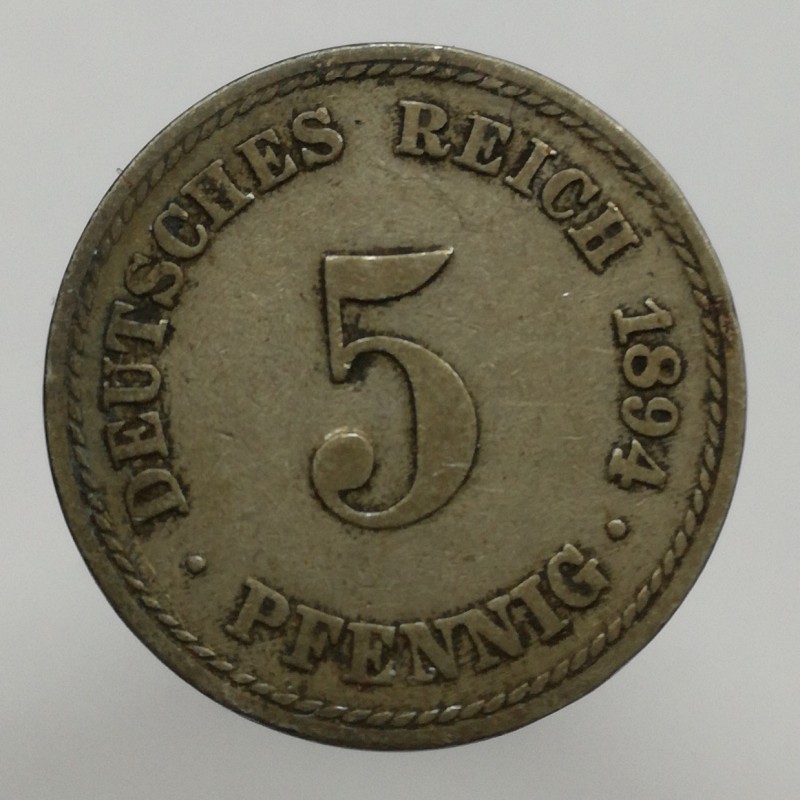 DEUTSCHES REICH 1894
5
· PFENNIG ·